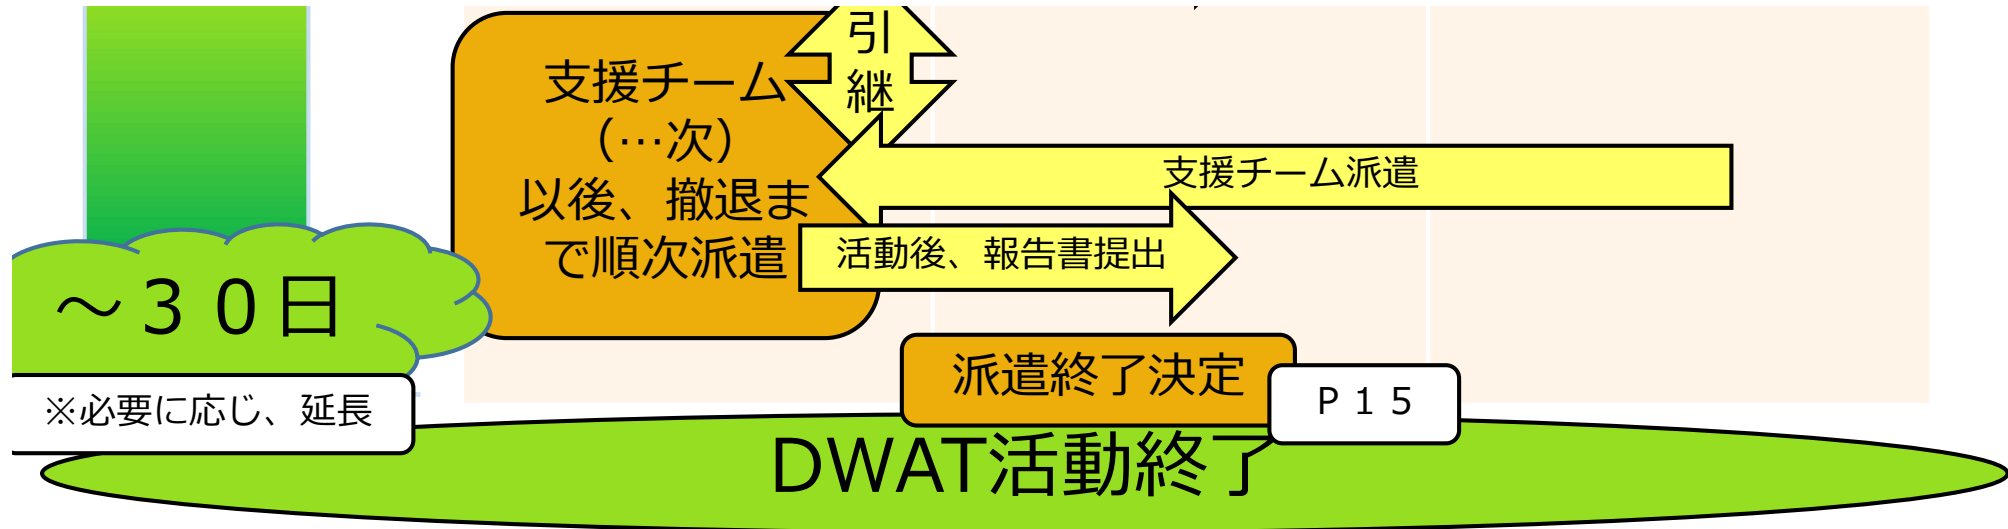 引
継
支援チーム
（…次）
以後、撤退ま
で順次派遣
支援チーム派遣
活動後、報告書提出
～３０日
※必要に応じ、延長
派遣終了決定
Ｐ１５
DWAT活動終了